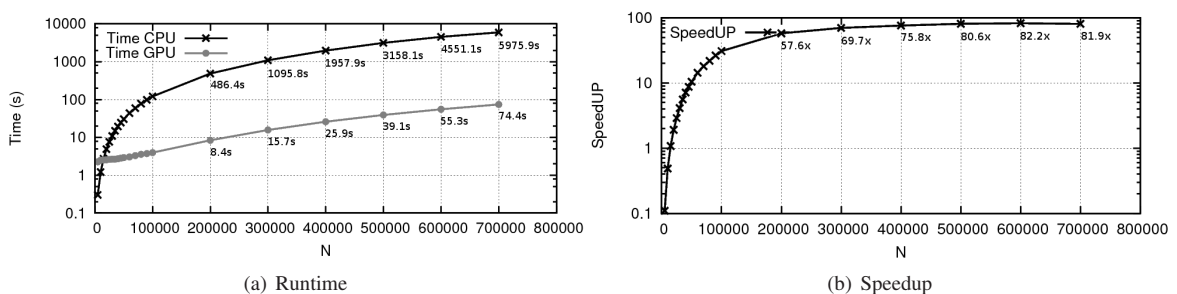 10000
1000
100
10
1
0.1
Time (s)
Time CPU
Time GPU
486.4s
1095.8s
1957.9s
3158.1s
4551.1s
5975.9s
8.4s
15.7s
25.9s
39.1s
55.3s
74.4s
0 100000 200000 300000 400000 500000 600000 700000 800000
N
(a) Runtime
100
10
1
0.1
SpeedUP
SpeedUP
57.6x
69.7x
75.8x
80.6x
82.2x
81.9x
0 100000 200000 300000 400000 500000 600000 700000 800000
N
(b) Speedup